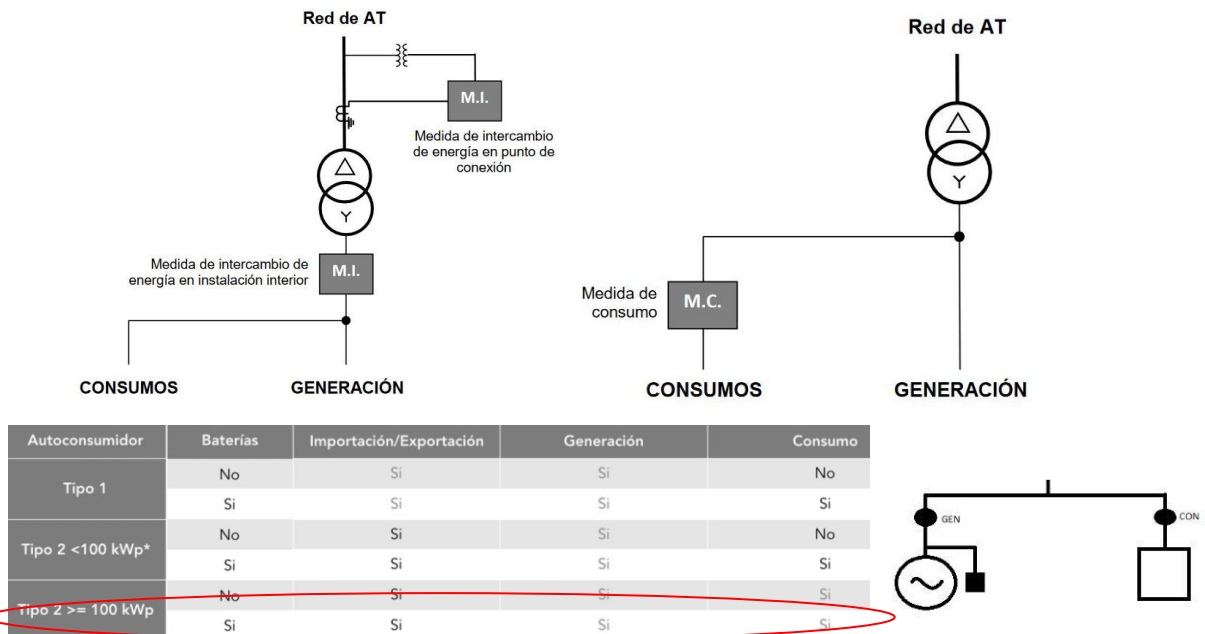 Red de AT
M.I.
Medida de intercambio
de energía en punto de
conexión
Medida de intercambio de
energía en instalación interior
M.I.
CONSUMOS
GENERACIÓN
Red de AT
Medida de
consumo
M.C.
CONSUMOS
GENERACIÓN
Autoconsumidor Baterías Importación/Exportación Generación Consumo
Tipo 1
No Si Si No
Si Si Si Si
Tipo 2 <100 kWp*
No Si Si No
Si Si Si Si
Tipo 2 >= 100 kWp
No Si Si Si
Si Si Si Si
GEN
CON